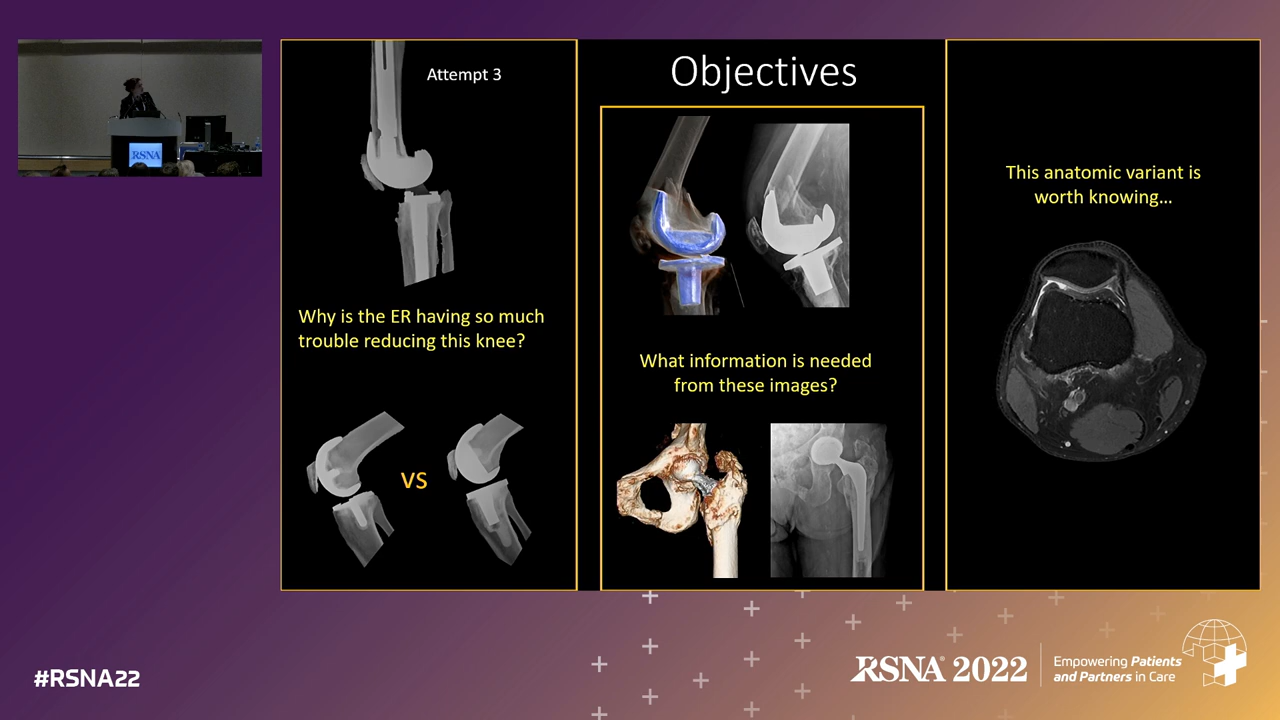 Attempt 3
Why is the ER having so much
trouble reducing this knee?
vs
Objectives
What information is needed
from these images?
This anatomic variant is
worth knowing...
RSNA
#RSNA22
RSNA® 2022
Empowering Patients
and Partners in Care